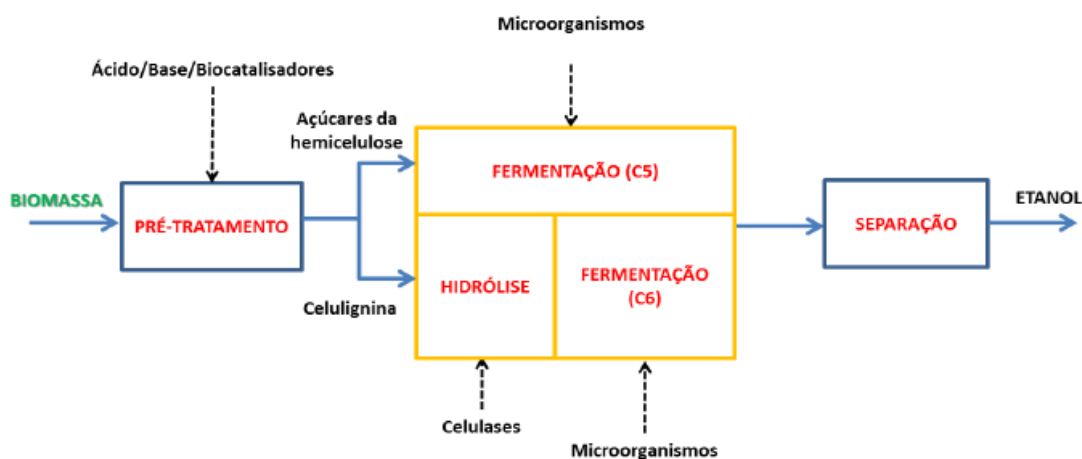 Microorganismos
Ácido/Base/Biocatalisadores
Açúcares da
hemicelulose
FERMENTAÇÃO (C5)
BIOMASSA
PRÉ-TRATAMENTO
SEPARAÇÃO
ETANOL
Celulignina
HIDRÓLISE
FERMENTAÇÃO
(C6)
Celulases
Microorganismos